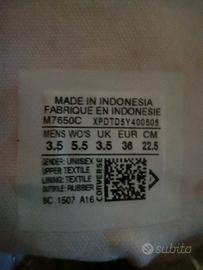 MADE IN INDONESIA
FABRIQUE EN INDONESIE
M7650C XPDTD5Y400505
MENS WO'S UK EUR CM
3.5 5.5 3.5 36 22.5
GENDER: UNISEX
UPPER: TEXTILE
LINING: TEXTILE
OUTSOLE: RUBBER
CONVERSE
SC 1507 A16
subito